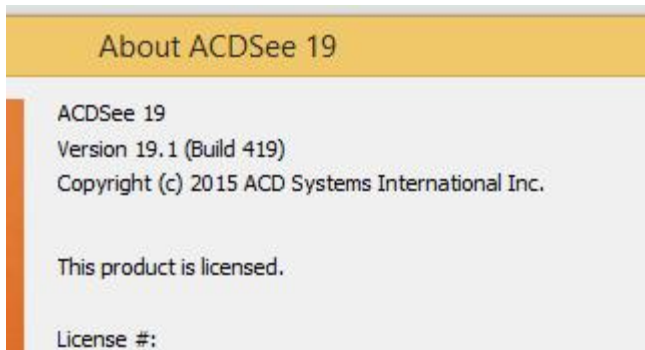 About ACDSee 19
ACDSee 19
Version 19.1 (Build 419)
Copyright (c) 2015 ACD Systems International Inc.
This product is licensed.
License #: